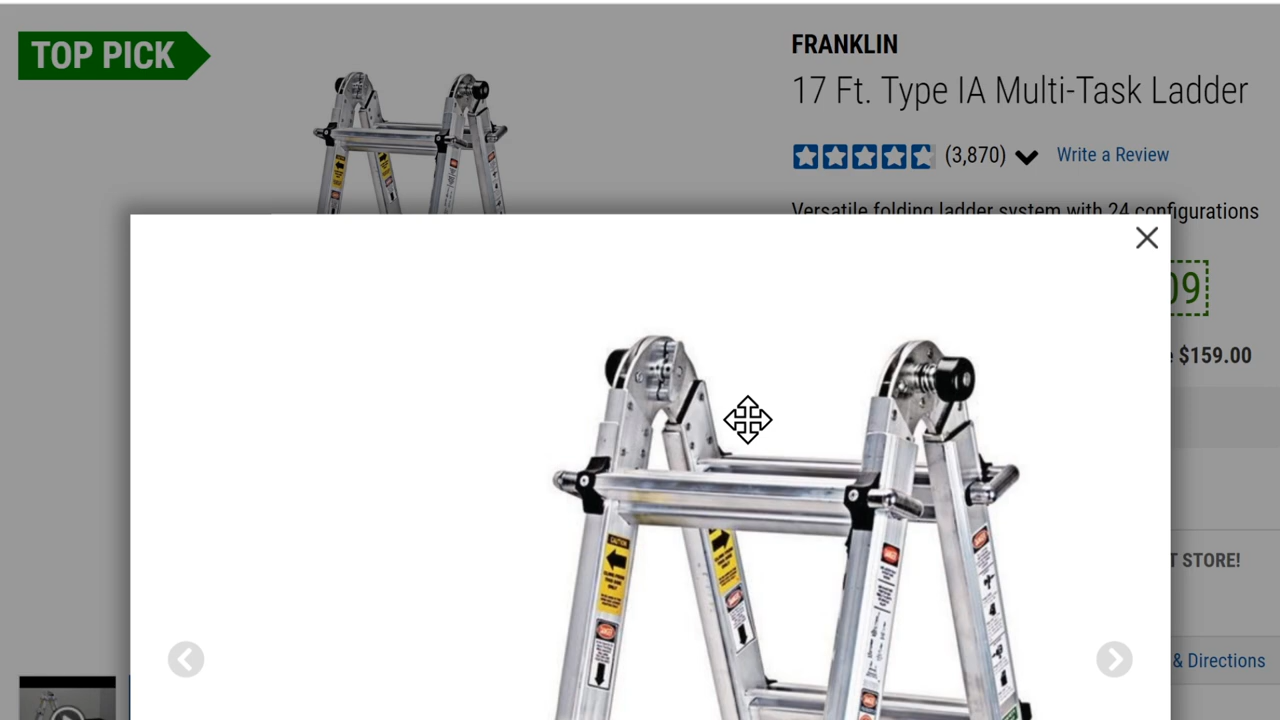 TOP PICK
FRANKLIN
17 Ft. Type IA Multi-Task Ladder
(3,870)
Write a Review
Versatile folding ladder system with 24 configurations
09
$159.00
T STORE!
& Directions
CAUTION